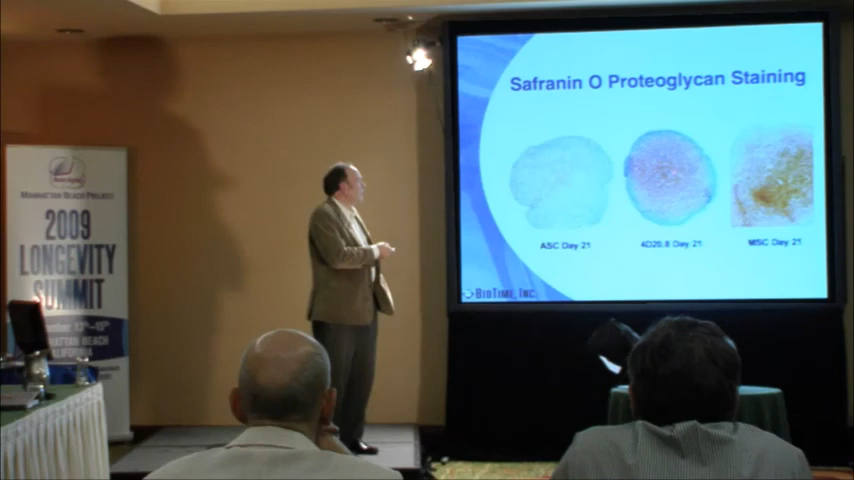 MANHATTAN BEACH PROJECT
2009
LONGEVITY
SUMMIT
Safranin O Proteoglycan Staining
ASC Day 21
4D20.8 Day 21
MSC Day 21
BIOTIME, INC.